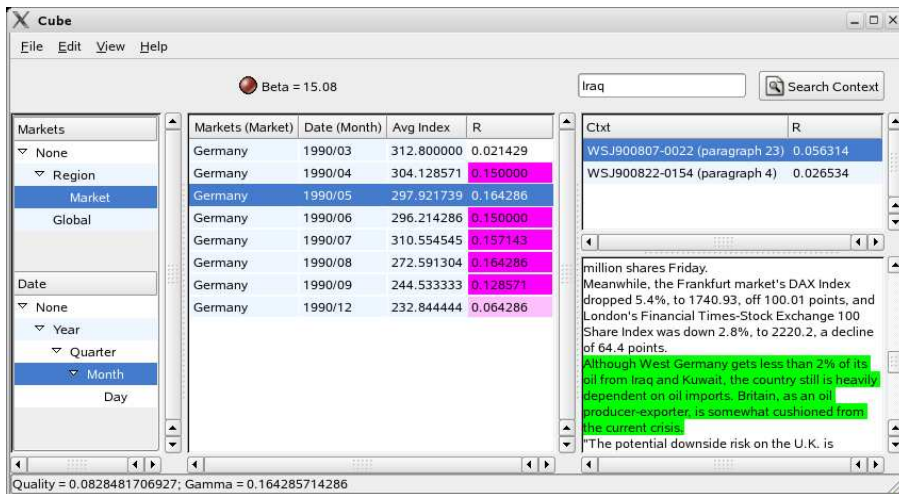 Cube
File Edit View Help
Beta = 15.08
Iraq
Search Context
Markets
None
Region
Market
Global
Date
None
Year
Quarter
Month
Day
Markets (Market) Date (Month) Avg Index R
Germany 1990/03 312.800000 0.021429
Germany 1990/04 304.128571 0.150000
Germany 1990/05 297.921739 0.164286
Germany 1990/06 296.214286 0.150000
Germany 1990/07 310.554545 0.157143
Germany 1990/08 272.591304 0.164286
Germany 1990/09 244.533333 0.128571
Germany 1990/12 232.844444 0.064286
Ctxt R
WSJ900807-0022 (paragraph 23) 0.056314
WSJ900822-0154 (paragraph 4) 0.026534
million shares Friday.
Meanwhile, the Frankfurt market's DAX Index
dropped 5.4%, to 1740.93, off 100.01 points, and
London's Financial Times-Stock Exchange 100
Share Index was down 2.8%, to 2220.2, a decline
of 64.4 points.
Although West Germany gets less than 2% of its
oil from Iraq and Kuwait, the country still is heavily
dependent on oil imports. Britain, as an oil
producer-exporter, is somewhat cushioned from
the current crisis.
"The potential downside risk on the U.K. is
Quality = 0.0828481706927; Gamma = 0.164285714286